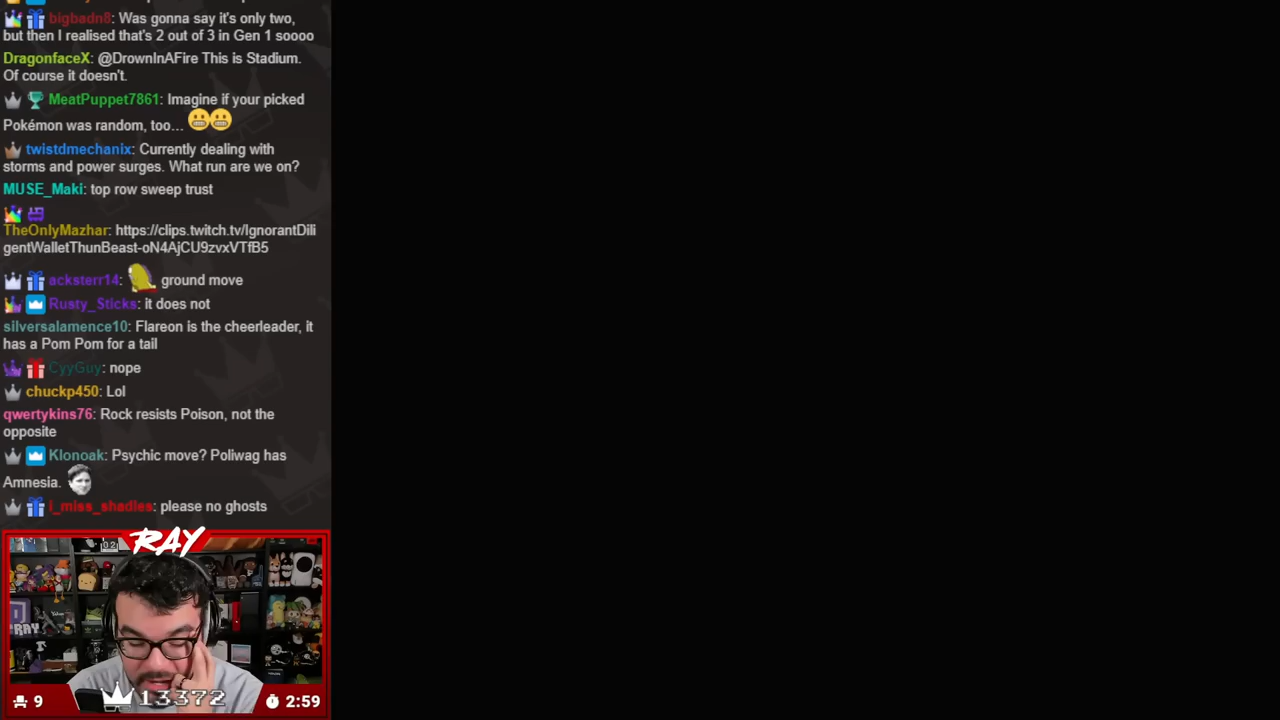 bigbadn8: Was gonna say it's only two,
but then I realised that's 2 out of 3 in Gen 1 soooo
DragonfaceX: @DrownInAFire This is Stadium.
Of course it doesn't.
MeatPuppet7861: Imagine if your picked
Pokémon was random, too…
twistdmechanix: Currently dealing with
storms and power surges. What run are we on?
MUSE_Maki: top row sweep trust
TheOnlyMazhar: https://clips.twitch.tv/IgnorantDili
gentWalletThunBeast-oN4AjCU9zvxVTfB5
acksterr14: ground move
Rusty_Sticks: it does not
silversalamence10: Flareon is the cheerleader, it
has a Pom Pom for a tail
CyyGuy: nope
chuckp450: Lol
qwertykins76: Rock resists Poison, not the
opposite
Klonoak: Psychic move? Poliwag has
Amnesia.
i_miss_shadles: please no ghosts
RAY
9 13372 2:59